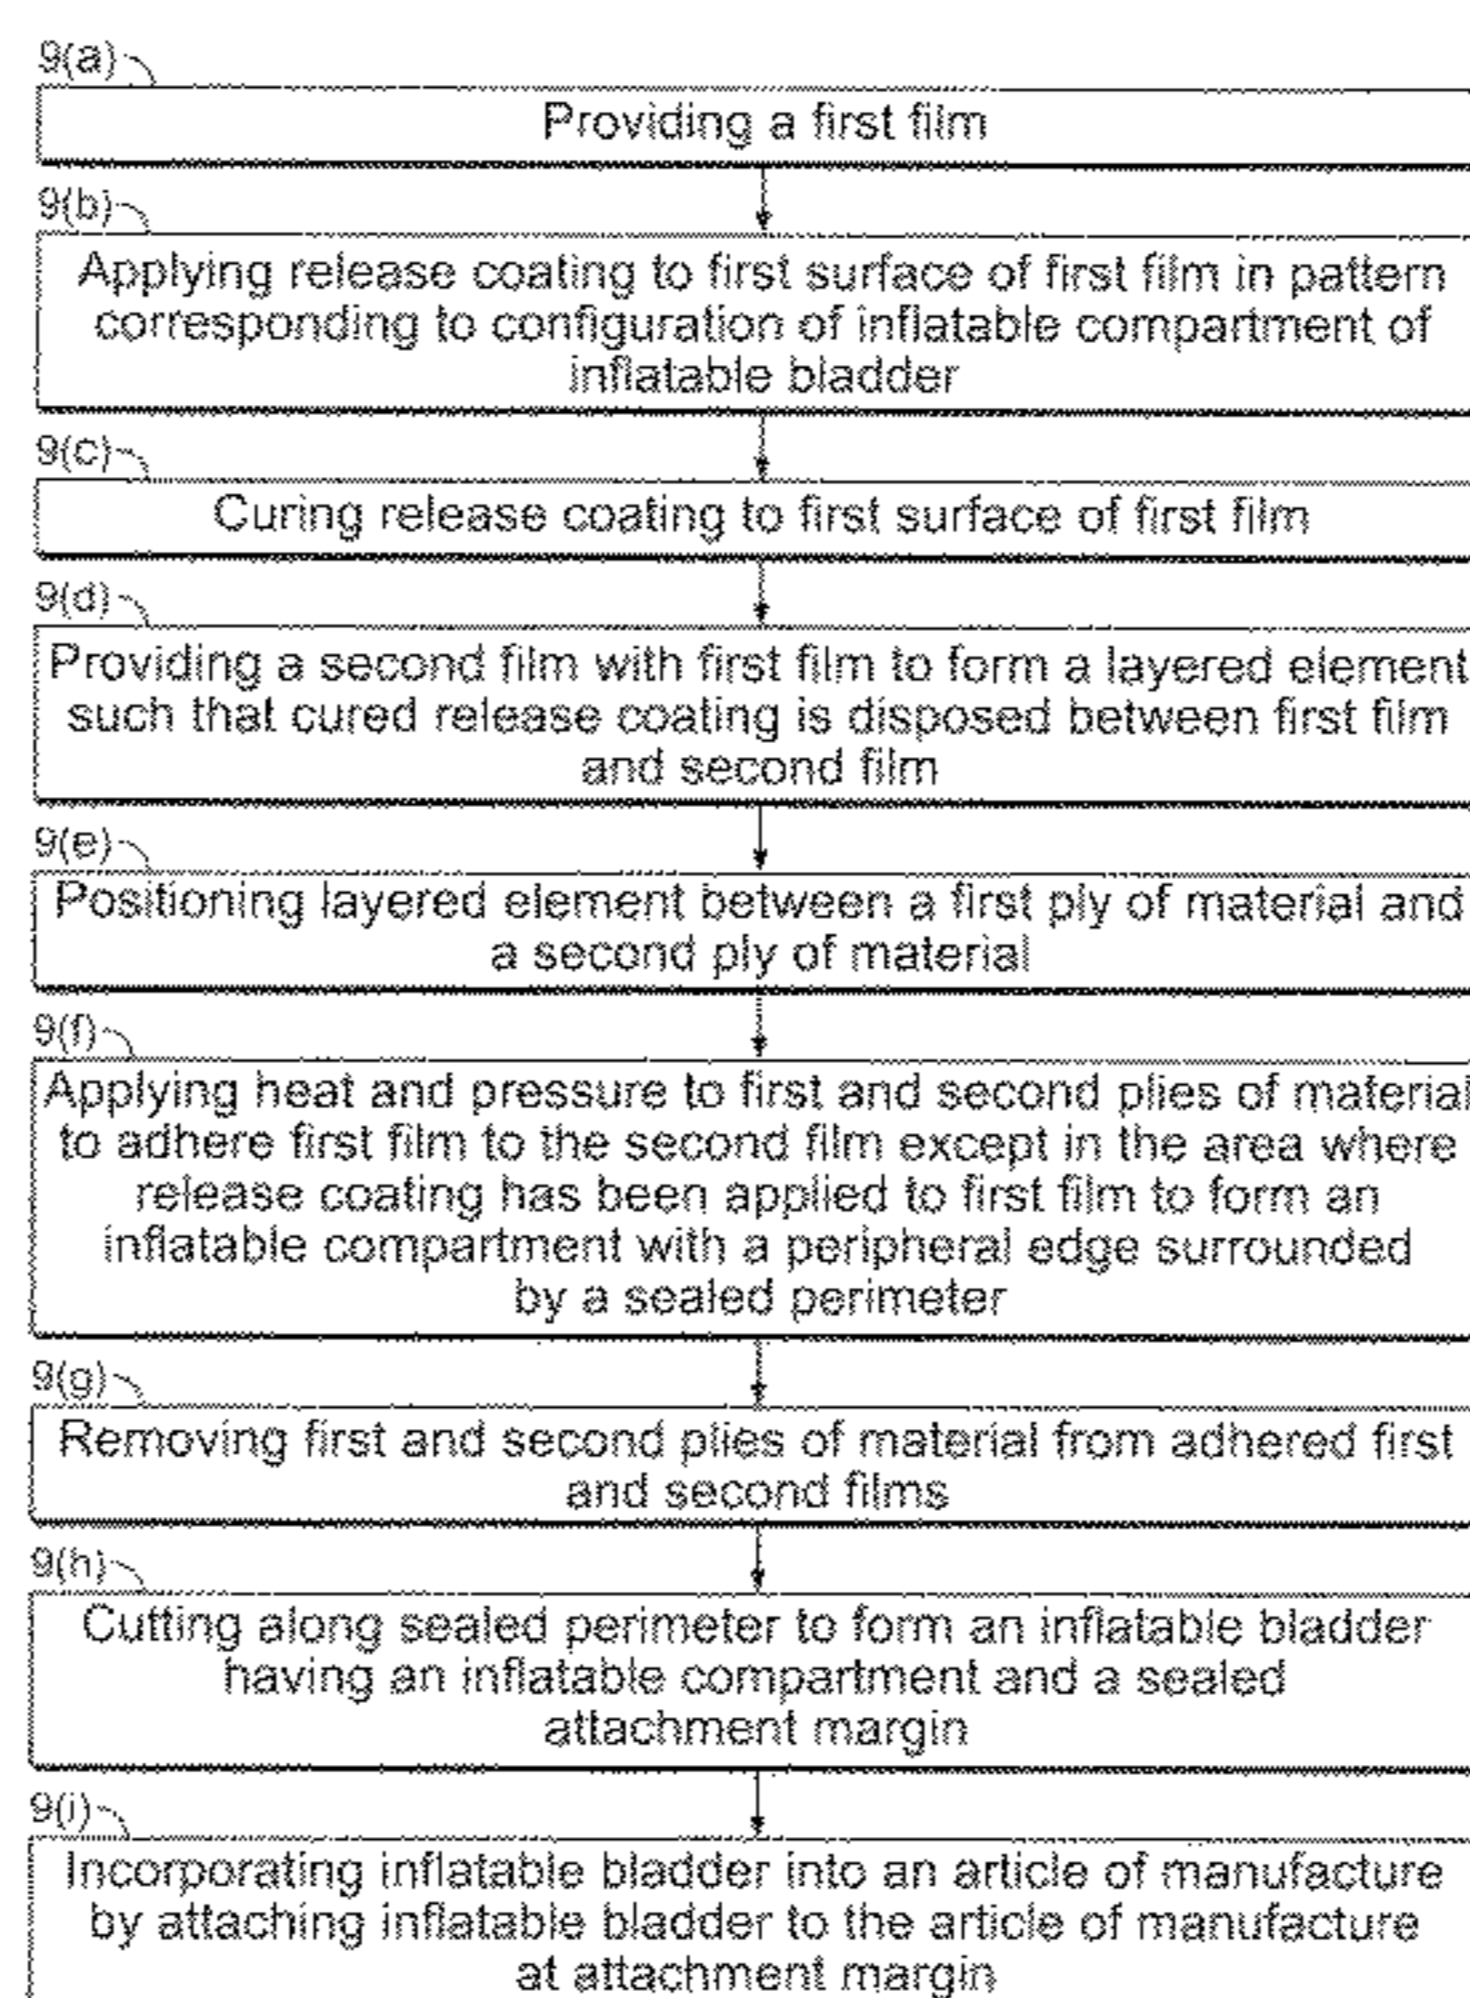 9(a)
Providing a first film
9(b)
Applying release coating to first surface of first film in pattern
corresponding to configuration of inflatable compartment of
inflatable bladder
9(c)
Curing release coating to first surface of first film
9(d)
Providing a second film with first film to form a layered element
such that cured release coating is disposed between first film
and second film
9(e)
Positioning layered element between a first ply of material and
a second ply of material
9(f)
Applying heat and pressure to first and second plies of material
to adhere first film to the second film except in the area where
release coating has been applied to first film to form an
inflatable compartment with a peripheral edge surrounded
by a sealed perimeter
9(g)
Removing first and second plies of material from adhered first
and second films
9(h)
Cutting along sealed perimeter to form an inflatable bladder
having an inflatable compartment and a sealed
attachment margin
9(i)
Incorporating inflatable bladder into an article of manufacture
by attaching inflatable bladder to the article of manufacture
at attachment margin